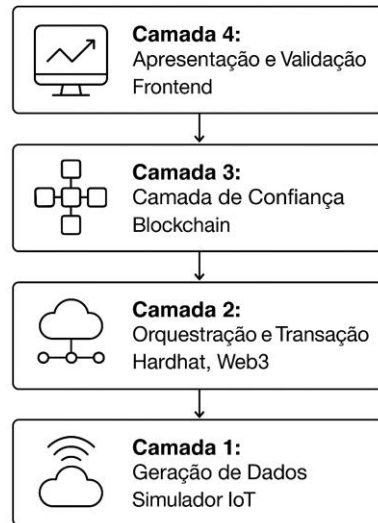 Camada 4:
Apresentação e Validação
Frontend
Camada 3:
Camada de Confiança
Blockchain
Camada 2:
Orquestração e Transação
Hardhat, Web3
Camada 1:
Geração de Dados
Simulador IoT